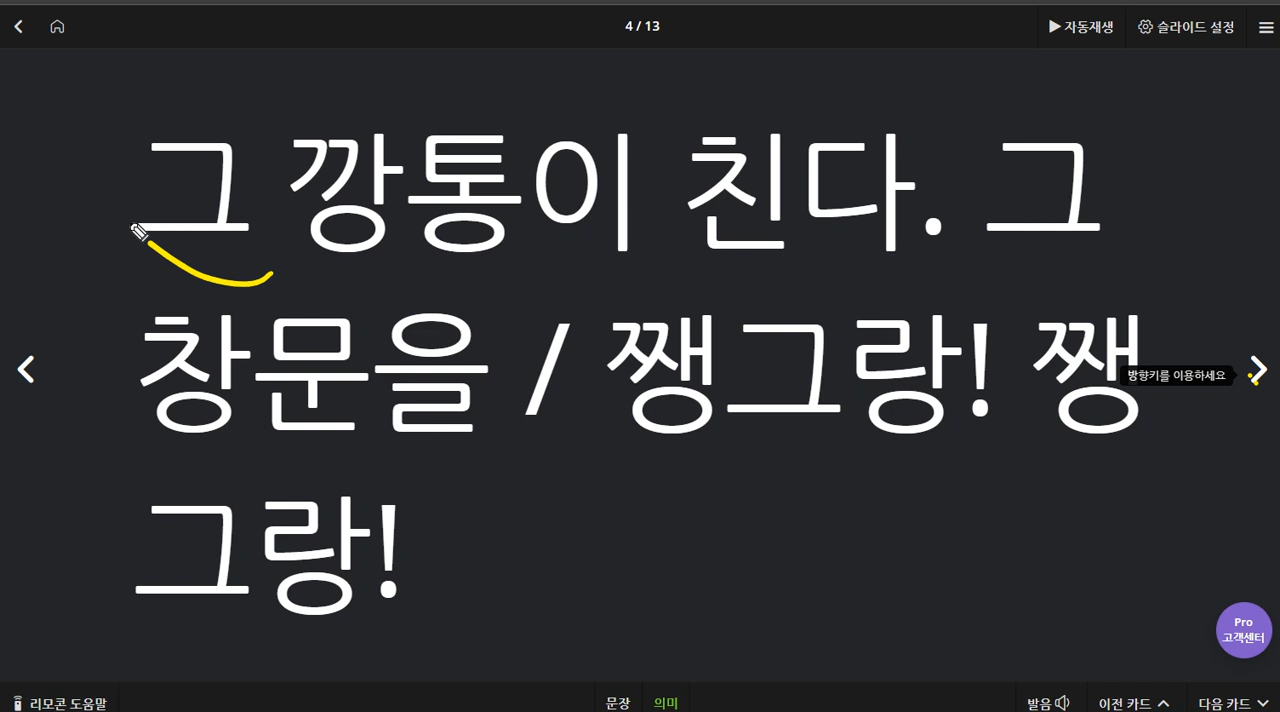 4 / 13
자동재생
슬라이드 설정
그 깡통이 친다. 그
창문을 / 쨍그랑! 쨍
그랑!
방향키를 이용하세요
Pro
고객센터
리모콘 도움말
문장
의미
발음
이전 카드
다음 카드